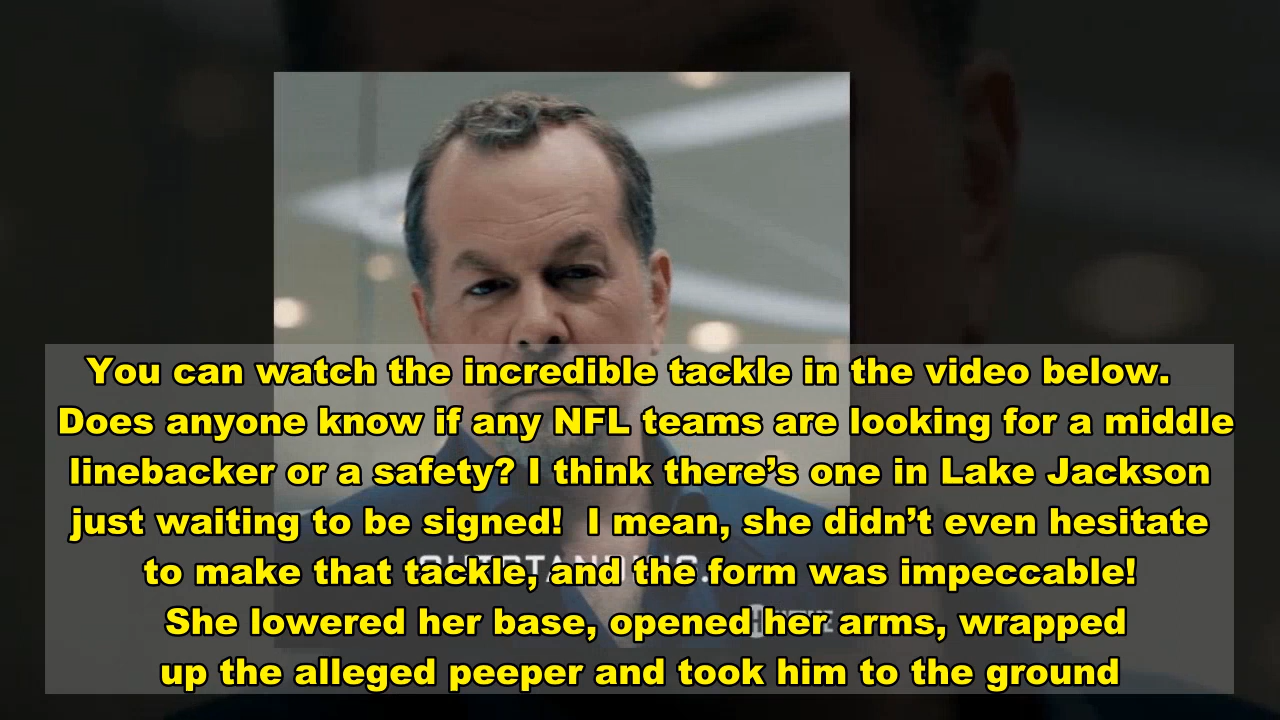 You can watch the incredible tackle in the video below.
Does anyone know if any NFL teams are looking for a middle
linebacker or a safety? I think there’s one in Lake Jackson
just waiting to be signed!  I mean, she didn’t even hesitate
to make that tackle, and the form was impeccable!
She lowered her base, opened her arms, wrapped
up the alleged peeper and took him to the ground